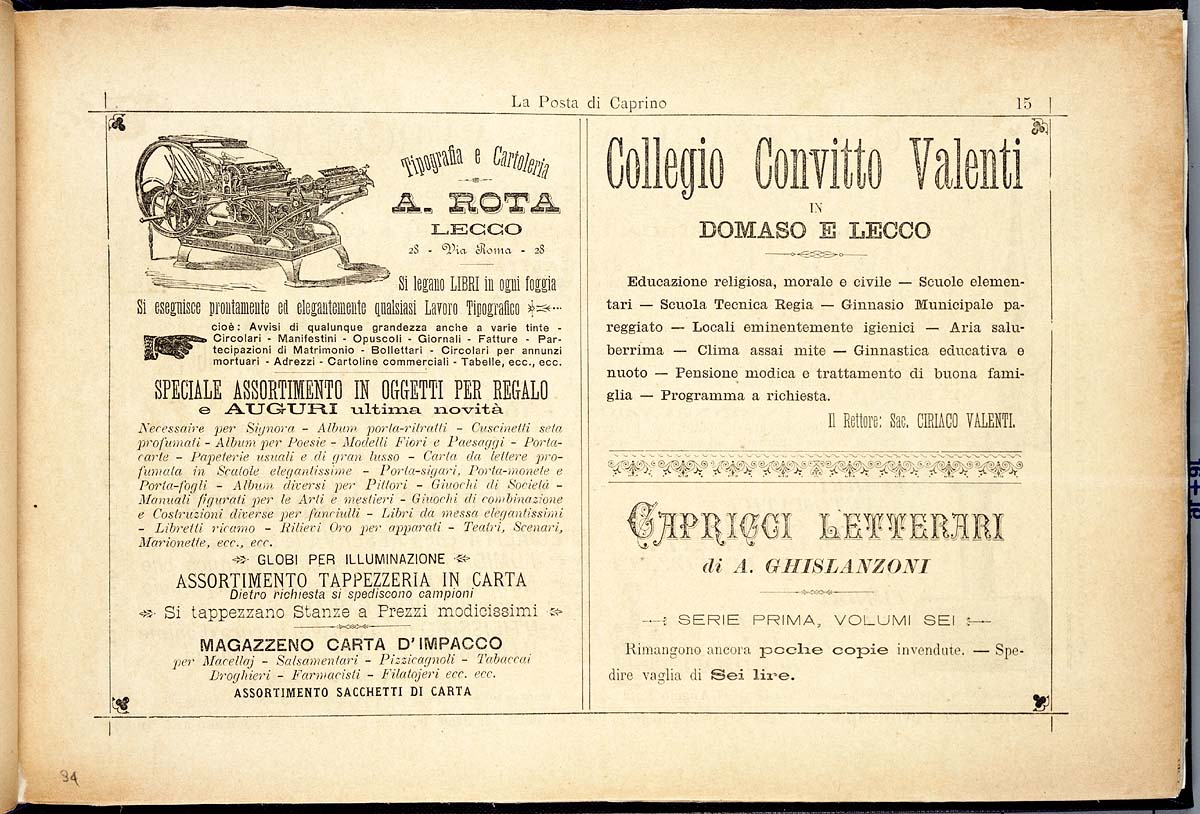 La Posta di Caprino
15
Tipografia e Cartoleria
A. ROTA
LECCO
28 - Via Roma - 28
Si legano LIBRI in ogni foggia
Si eseguisce prontamente ed elegantemente qualsiasi Lavoro Tipografico
cioè: Avvisi di qualunque grandezza anche a varie tinte -
Circolari - Manifestini - Opuscoli - Giornali - Fatture - Par-
tecipazioni di Matrimonio - Bollettari - Circolari per annunzi
mortuari - Adrezzi - Cartoline commerciali - Tabelle, ecc., ecc.
SPECIALE ASSORTIMENTO IN OGGETTI PER REGALO
e AUGURI ultima novità
Necessaire per Signora - Album porta-ritratti - Cuscinetti seta
profumati - Album per Poesie - Modelli Fiori e Paesaggi - Porta-
carte - Papeterie usuali e di gran lusso - Carta da lettere pro-
fumata in Scatole elegantissime - Porta-sigari, Porta-monete e
Porta-fogli - Album diversi per Pittori - Giuochi di Società -
Manuali figurati per le Arti e mestieri - Giuochi di combinazione
e Costruzioni diverse per fanciulli - Libri da messa elegantissimi
- Libretti ricamo - Rilievi Oro per apparati - Teatri, Scenari,
Marionette, ecc., ecc.
GLOBI PER ILLUMINAZIONE
ASSORTIMENTO TAPPEZZERIA IN CARTA
Dietro richiesta si spediscono campioni
Si tappezzano Stanze a Prezzi modicissimi
MAGAZZENO CARTA D'IMPACCO
per Macellaj - Salsamentari - Pizzicagnoli - Tabaccai
Droghieri - Farmacisti - Filatojeri ecc. ecc.
ASSORTIMENTO SACCHETTI DI CARTA
Collegio Convitto Valenti
IN
DOMASO E LECCO
Educazione religiosa, morale e civile — Scuole elemen-
tari — Scuola Tecnica Regia — Ginnasio Municipale pa-
reggiato — Locali eminentemente igienici — Aria salu-
berrima — Clima assai mite — Ginnastica educativa e
nuoto — Pensione modica e trattamento di buona fami-
glia — Programma a richiesta.
Il Rettore: Sac. CIRIACO VALENTI.
CAPRICCI LETTERARI
di A. GHISLANZONI
SERIE PRIMA, VOLUMI SEI
Rimangono ancora poche copie invendute. — Spe-
dire vaglia di Sei lire.
94